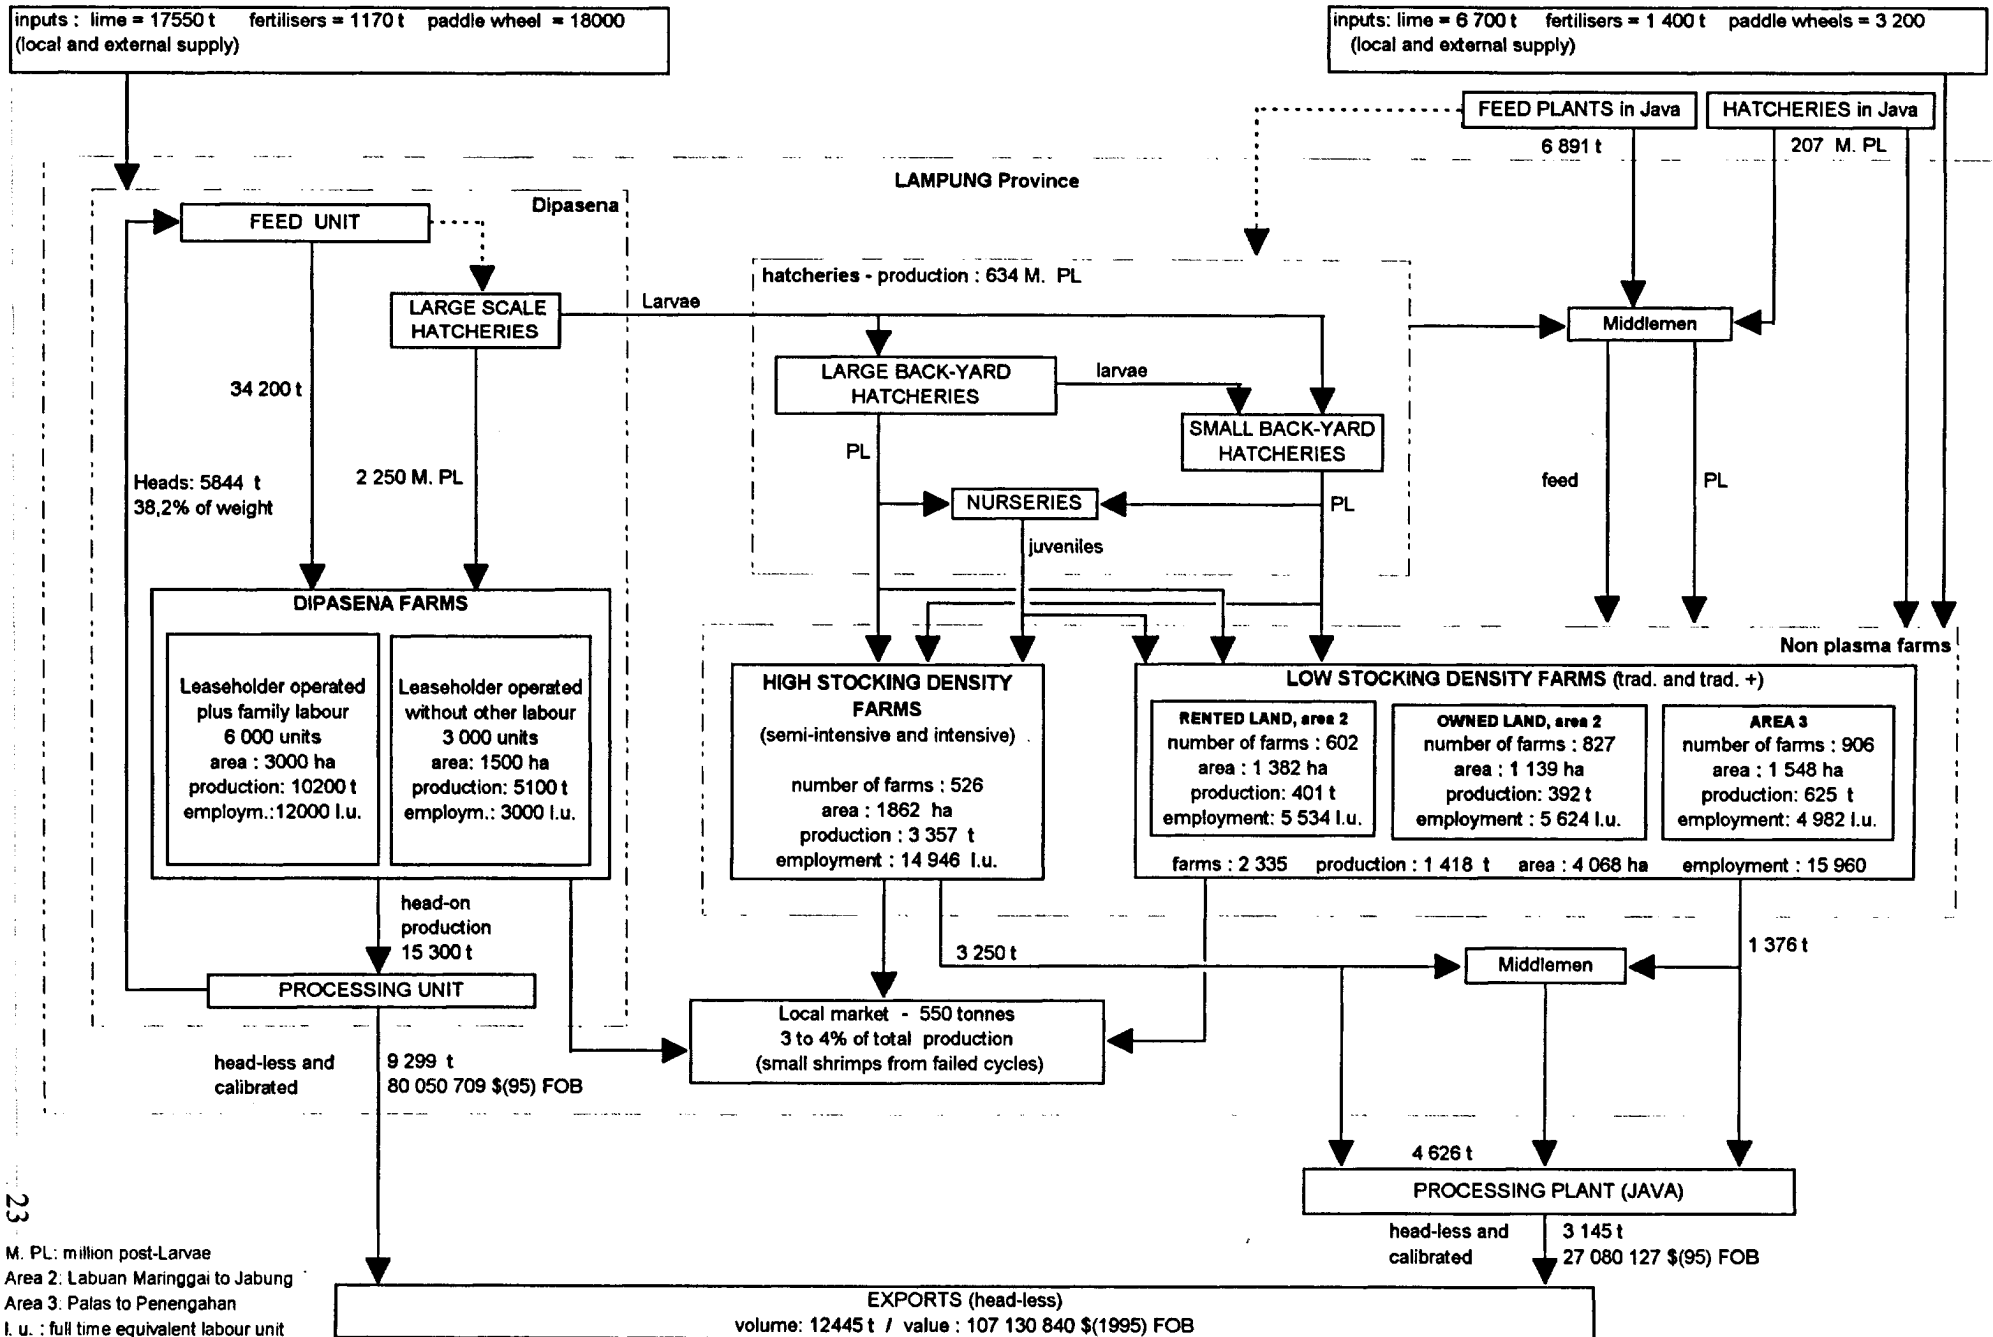 inputs : lime = 17550 t fertilisers = 1170 t paddle wheel = 18000
(local and external supply)
inputs: lime = 6 700 t fertilisers = 1 400 t paddle wheels = 3 200
(local and external supply)
FEED PLANTS in Java
HATCHERIES in Java
6 891 t
207 M. PL
LAMPUNG Province
Dipasena
FEED UNIT
hatcheries - production : 634 M. PL
LARGE SCALE
HATCHERIES
Larvae
Middlemen
LARGE BACK-YARD
HATCHERIES
larvae
34 200 t
SMALL BACK-YARD
HATCHERIES
PL
Heads: 5844 t
38,2% of weight
2 250 M. PL
feed
PL
NURSERIES
PL
juveniles
DIPASENA FARMS
Leaseholder operated
plus family labour
6 000 units
area : 3000 ha
production: 10200 t
employm.:12000 l.u.
Leaseholder operated
without other labour
3 000 units
area: 1500 ha
production: 5100 t
employm.: 3000 l.u.
Non plasma farms
HIGH STOCKING DENSITY
FARMS
(semi-intensive and intensive)
number of farms : 526
area : 1862 ha
production : 3 357 t
employment : 14 946 l.u.
LOW STOCKING DENSITY FARMS (trad. and trad. +)
RENTED LAND, area 2
number of farms : 602
area : 1 382 ha
production: 401 t
employment: 5 534 l.u.
OWNED LAND, area 2
number of farms : 827
area : 1 139 ha
production: 392 t
employment : 5 624 l.u.
AREA 3
number of farms : 906
area : 1 548 ha
production: 625 t
employment: 4 982 l.u.
farms : 2 335 production : 1 418 t area : 4 068 ha employment : 15 960
head-on
production
15 300 t
3 250 t
1 376 t
Middlemen
PROCESSING UNIT
Local market - 550 tonnes
3 to 4% of total production
(small shrimps from failed cycles)
head-less and
calibrated
9 299 t
80 050 709 $(95) FOB
4 626 t
PROCESSING PLANT (JAVA)
head-less and
calibrated
3 145 t
27 080 127 $(95) FOB
23
M. PL: million post-Larvae
Area 2: Labuan Maringgai to Jabung
Area 3: Palas to Penengahan
l. u. : full time equivalent labour unit
EXPORTS (head-less)
volume: 12445 t / value : 107 130 840 $(1995) FOB